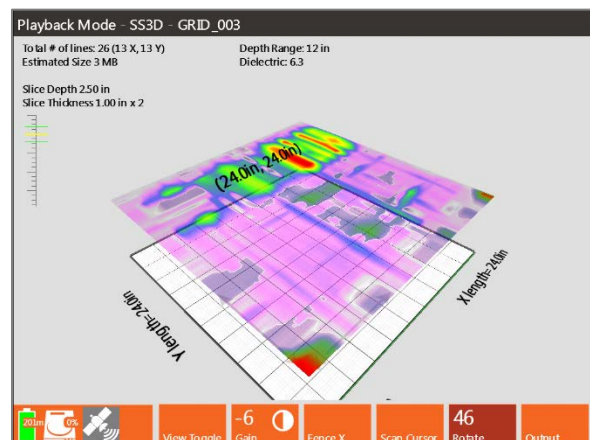 Playback Mode - SS3D - GRID_003
Total # of lines: 26 (13 X, 13 Y)
Depth Range: 12 in
Estimated Size 3 MB
Dielectric: 6.3
Slice Depth 2.50 in
Slice Thickness 1.00 in x 2
(24.0in, 24.0in)
Y length=24.0in
X length=24.0in
201m
0%
-6
46
View Toggle
Gain
Fence X
Scan Cursor
Rotate
Output